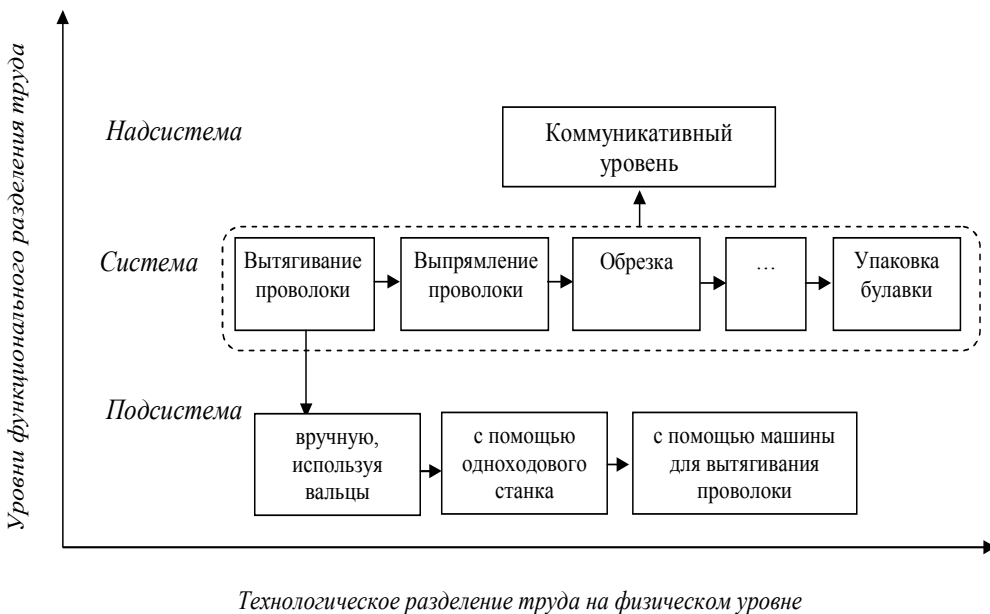 Уровни функционального разделения труда
Надсистема
Коммуникативный
уровень
Система
Вытягивание
проволоки
Выпрямление
проволоки
Обрезка
…
Упаковка
булавки
Подсистема
вручную,
используя
вальцы
с помощью
одноходового
станка
с помощью машины
для вытягивания
проволоки
Технологическое разделение труда на физическом уровне